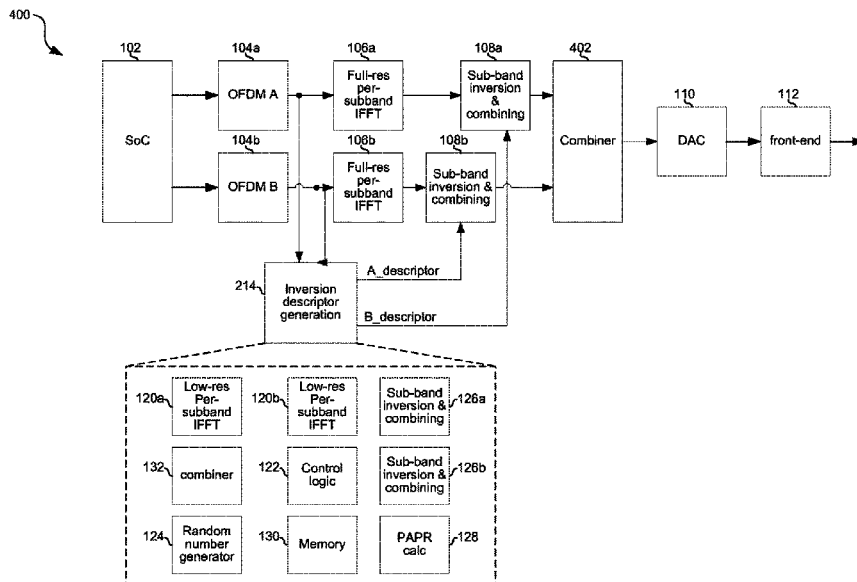 400
102
104a
106a
108a
402
SoC
OFDM A
Full-res
per-
subband
IFFT
Sub-band
inversion
&
combining
Combiner
110
DAC
112
front-end
104b
OFDM B
106b
Full-res
per-
subband
IFFT
108b
Sub-band
inversion &
combining
214
Inversion
descriptor
generation
A_descriptor
B_descriptor
120a
Low-res
Per-
subband
IFFT
120b
Low-res
Per-
subband
IFFT
Sub-band
inversion &
combining
126a
132
combiner
122
Control
logic
Sub-band
inversion &
combining
126b
124
Random
number
generator
130
Memory
PAPR
calc
128